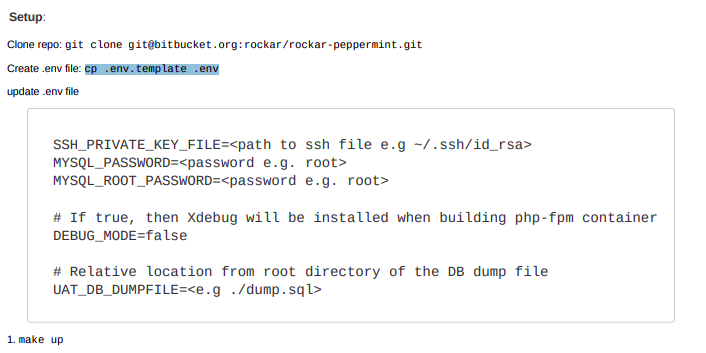 Setup:
Clone repo: git clone git@bitbucket.org:rockar/rockar-peppermint.git
Create .env file: cp .env.template .env
update .env file
SSH_PRIVATE_KEY_FILE=<path to ssh file e.g ~/.ssh/id_rsa>
MYSQL_PASSWORD=<password e.g. root>
MYSQL_ROOT_PASSWORD=<password e.g. root>
# If true, then Xdebug will be installed when building php-fpm container
DEBUG_MODE=false
# Relative location from root directory of the DB dump file
UAT_DB_DUMPFILE=<e.g ./dump.sql>
1. make up